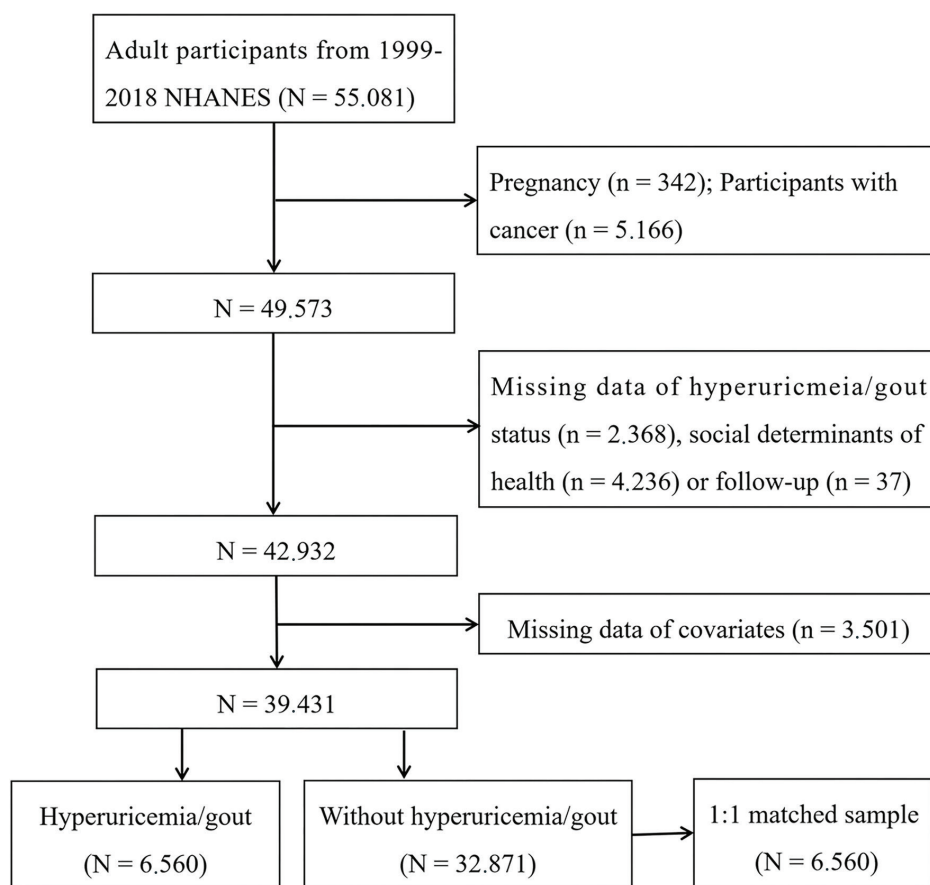 Adult participants from 1999-
2018 NHANES (N = 55.081)
Pregnancy (n = 342); Participants with
cancer (n = 5.166)
N = 49.573
Missing data of hyperuricmeia/gout
status (n = 2.368), social determinants of
health (n = 4.236) or follow-up (n = 37)
N = 42.932
Missing data of covariates (n = 3.501)
N = 39.431
Hyperuricemia/gout
(N = 6.560)
Without hyperuricemia/gout
(N = 32.871)
1:1 matched sample
(N = 6.560)